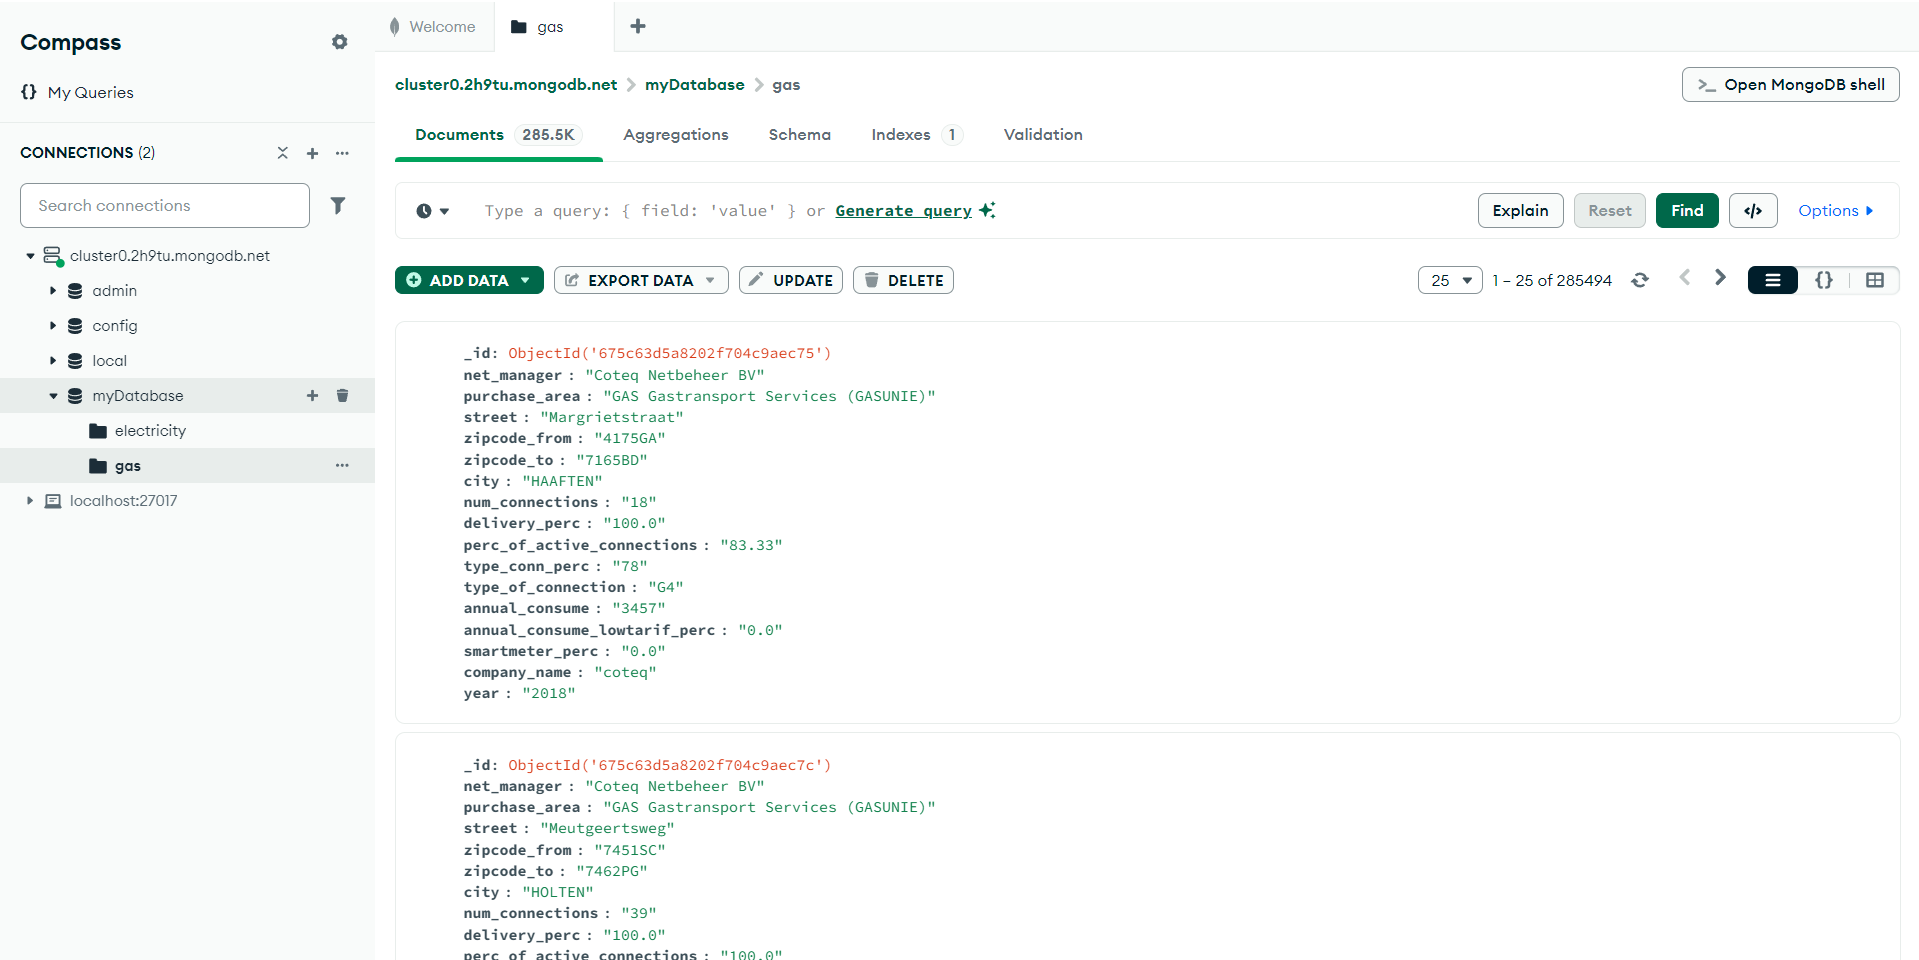 Compass
My Queries
CONNECTIONS (2)
Search connections
cluster0.2h9tu.mongodb.net
admin
config
local
myDatabase
electricity
gas
localhost:27017
Welcome
gas
cluster0.2h9tu.mongodb.net > myDatabase > gas
>_ Open MongoDB shell
Documents 285.5K Aggregations Schema Indexes 1 Validation
Type a query: { field: 'value' } or Generate query
Explain Reset Find </> Options
ADD DATA EXPORT DATA UPDATE DELETE
25 1 – 25 of 285494 {}
_id: ObjectId('675c63d5a8202f704c9aec75')
net_manager : "Coteq Netbeheer BV"
purchase_area : "GAS Gastransport Services (GASUNIE)"
street : "Margrietstraat"
zipcode_from : "4175GA"
zipcode_to : "7165BD"
city : "HAAFTEN"
num_connections : "18"
delivery_perc : "100.0"
perc_of_active_connections : "83.33"
type_conn_perc : "78"
type_of_connection : "G4"
annual_consume : "3457"
annual_consume_lowtarif_perc : "0.0"
smartmeter_perc : "0.0"
company_name : "coteq"
year : "2018"
_id: ObjectId('675c63d5a8202f704c9aec7c')
net_manager : "Coteq Netbeheer BV"
purchase_area : "GAS Gastransport Services (GASUNIE)"
street : "Meutgeertsweg"
zipcode_from : "7451SC"
zipcode_to : "7462PG"
city : "HOLTEN"
num_connections : "39"
delivery_perc : "100.0"
perc_of_active_connections : "100.0"